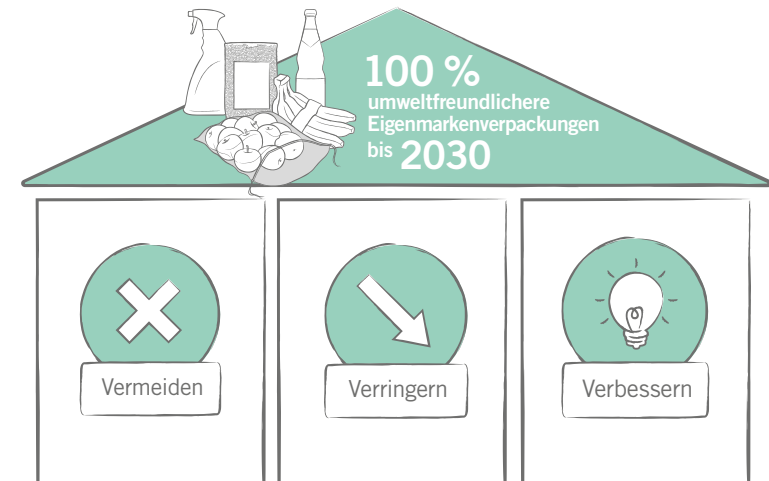 100 %
umweltfreundlichere
Eigenmarkenverpackungen
bis 2030
Vermeiden
Verringern
Verbessern